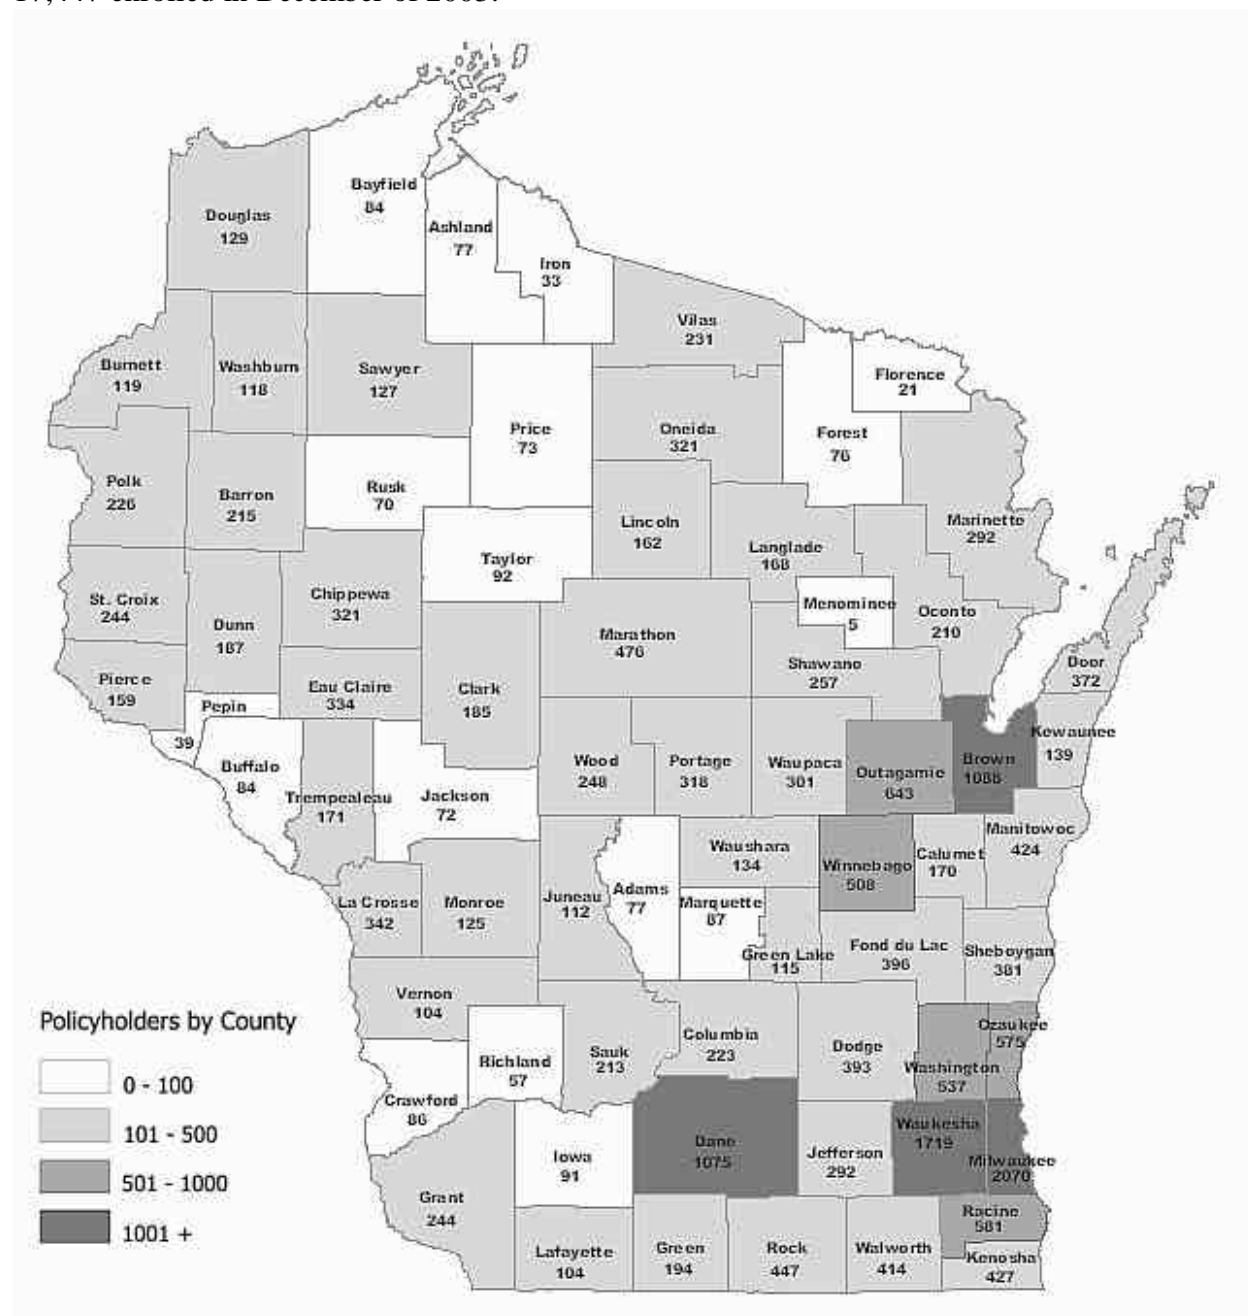 Bayfield
84
Douglas
129
Ashland
77
Iron
33
Vilas
231
Burnett
119
Washburn
118
Sawyer
127
Florence
21
Price
73
Oneida
321
Forest
76
Polk
226
Barron
215
Rusk
70
Lincoln
162
Marinette
292
Langlade
168
Taylor
92
Chippewa
321
St. Croix
244
Dunn
187
Menominee
5
Oconto
210
Marathon
476
Shawano
257
Door
372
Pierce
159
Eau Claire
334
Clark
185
Pepin
39
Kewaunee
139
Buffalo
84
Wood
248
Portage
318
Waupaca
301
Outagamie
643
Brown
1088
Trempealeau
171
Jackson
72
Manitowoc
424
Waushara
134
Winnebago
508
Calumet
170
La Crosse
342
Monroe
125
Juneau
112
Adams
77
Marquette
87
Green Lake
115
Fond du Lac
396
Sheboygan
381
Vernon
104
Policyholders by County
0 - 100
101 - 500
501 - 1000
1001 +
Richland
57
Sauk
213
Columbia
223
Dodge
393
Ozaukee
575
Washington
537
Crawford
86
Iowa
91
Dane
1075
Jefferson
292
Waukesha
1719
Milwaukee
2070
Grant
244
Lafayette
104
Green
194
Rock
447
Walworth
414
Racine
581
Kenosha
427